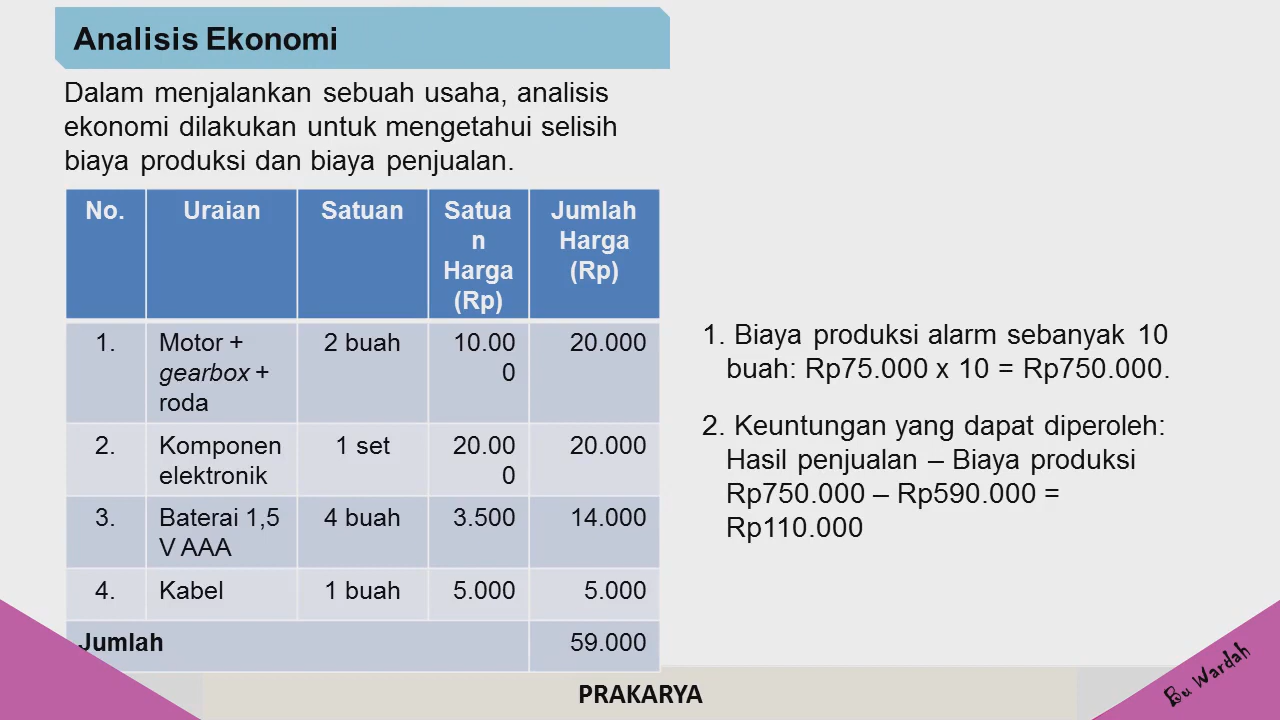 Analisis Ekonomi
Dalam menjalankan sebuah usaha, analisis
ekonomi dilakukan untuk mengetahui selisih
biaya produksi dan biaya penjualan.
No. Uraian Satuan Satua Jumlah
n Harga
Harga (Rp)
(Rp)
1. Motor + 2 buah 10.00 20.000
gearbox + 0
roda
2. Komponen 1 set 20.00 20.000
elektronik 0
3. Baterai 1,5 4 buah 3.500 14.000
V AAA
4. Kabel 1 buah 5.000 5.000
Jumlah 59.000
1. Biaya produksi alarm sebanyak 10
buah: Rp75.000 x 10 = Rp750.000.
2. Keuntungan yang dapat diperoleh:
Hasil penjualan – Biaya produksi
Rp750.000 – Rp590.000 =
Rp110.000
PRAKARYA
Bu Wardah